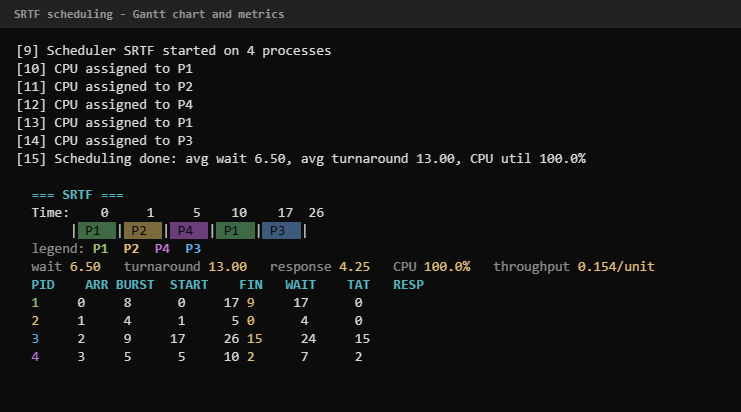 SRTF scheduling - Gantt chart and metrics
[9] Scheduler SRTF started on 4 processes
[10] CPU assigned to P1
[11] CPU assigned to P2
[12] CPU assigned to P4
[13] CPU assigned to P1
[14] CPU assigned to P3
[15] Scheduling done: avg wait 6.50, avg turnaround 13.00, CPU util 100.0%
=== SRTF ===
Time: 0 1 5 10 17 26
| P1 | P2 | P4 | P1 | P3 |
legend: P1 P2 P4 P3
wait 6.50 turnaround 13.00 response 4.25 CPU 100.0% throughput 0.154/unit
PID ARR BURST START FIN WAIT TAT RESP
1 0 8 0 17 9 17 0
2 1 4 1 5 0 4 0
3 2 9 17 26 15 24 15
4 3 5 5 10 2 7 2